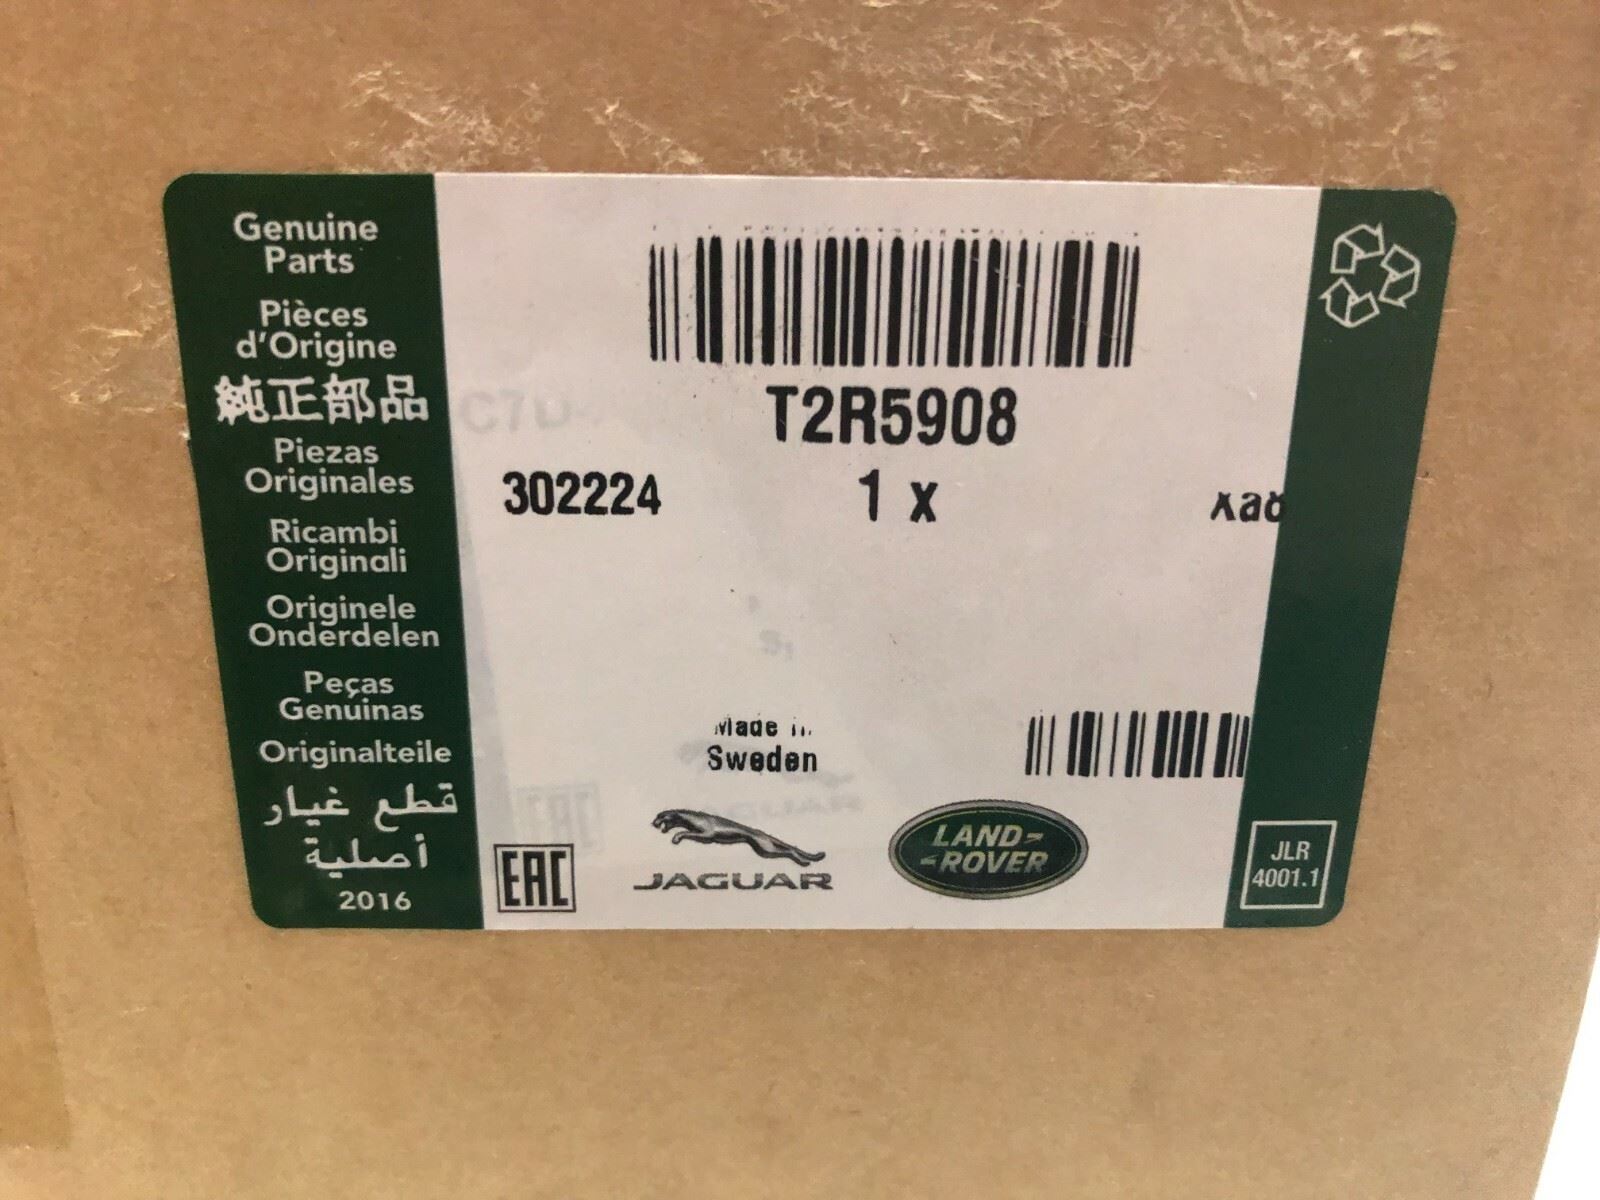 Genuine
Parts
Pièces
d'Origine
純正部品
Piezas
Originales
Ricambi
Originali
Originele
Onderdelen
Peças
Genuinas
Originalteile
قطع غيار
أصلية
2016
T2R5908
302224
1 x
Made in
Sweden
EAC
JAGUAR
LAND-
-ROVER
JLR
4001.1